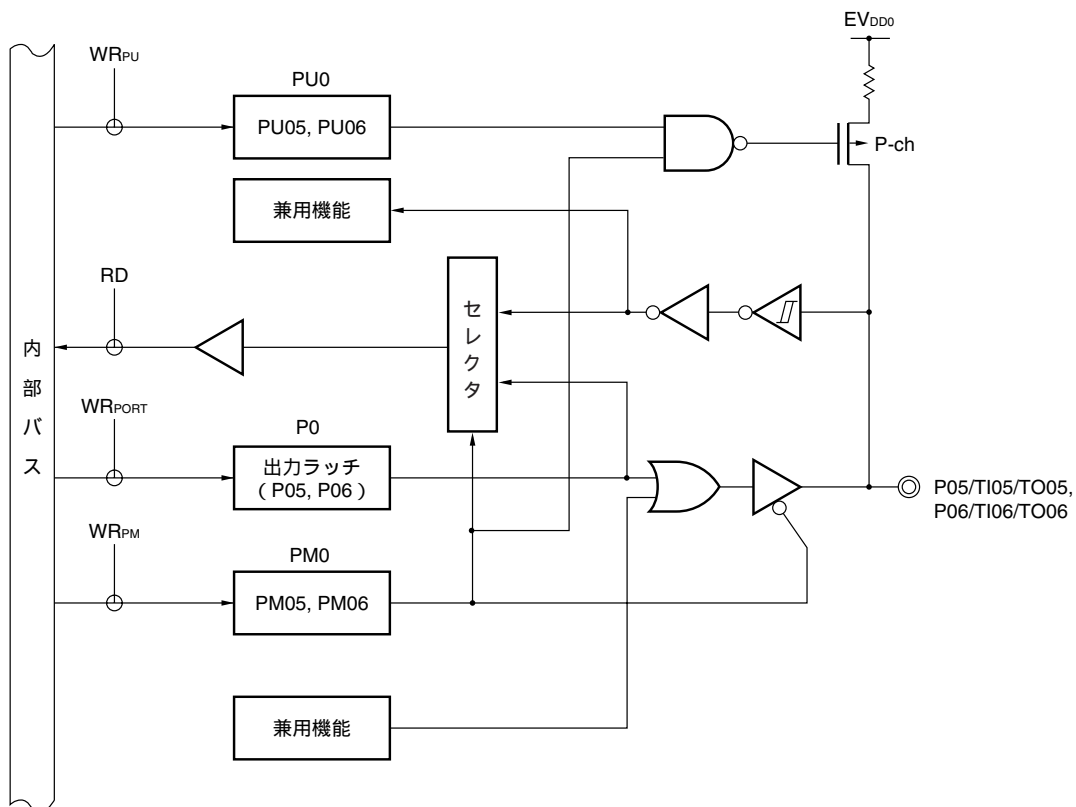 EVDD0
WRPU
PU0
PU05, PU06
P-ch
兼用機能
RD
セレクタ
内部バス
WRPORT
P0
出力ラッチ
（P05, P06）
P05/TI05/TO05,
P06/TI06/TO06
WRPM
PM0
PM05, PM06
兼用機能